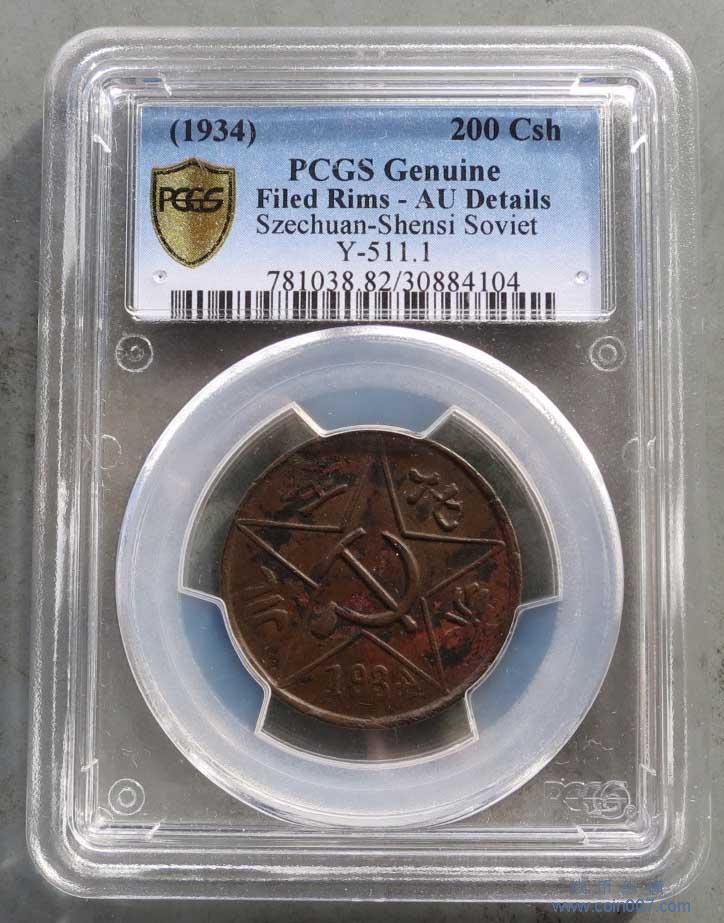 (1934) 200 Csh
PCGS Genuine
Filed Rims - AU Details
Szechuan-Shensi Soviet
Y-511.1
781038.82/30884104
PCGS
1934
PCGS
www.coin007.com